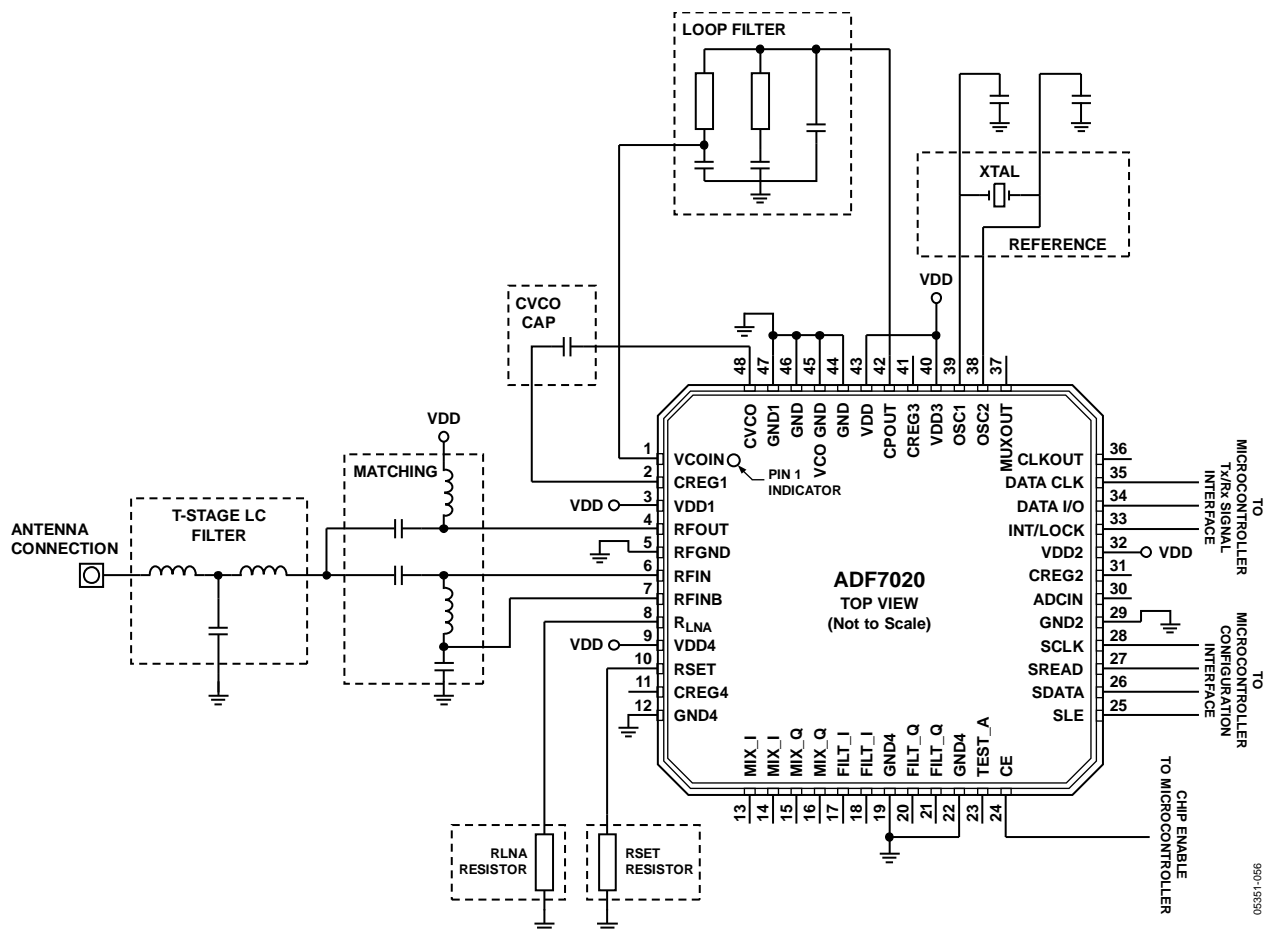 LOOP FILTER
XTAL
REFERENCE
VDD
CVCO
CAP
48
47
46
45
44
43
42
41
40
39
38
37
CVCO
GND1
GND
VCO GND
GND
VDD
CPOUT
CREG3
VDD3
OSC1
OSC2
MUXOUT
VDD
MATCHING
T-STAGE LC
FILTER
ANTENNA
CONNECTION
VDD
VDD
1
2
3
4
5
6
7
8
9
10
11
12
VCOIN
CREG1
VDD1
RFOUT
RFGND
RFIN
RFINB
RLNA
VDD4
RSET
CREG4
GND4
PIN 1
INDICATOR
ADF7020
TOP VIEW
(Not to Scale)
CLKOUT
DATA CLK
DATA I/O
INT/LOCK
VDD2
CREG2
ADCIN
GND2
SCLK
SREAD
SDATA
SLE
36
35
34
33
32
31
30
29
28
27
26
25
VDD
TO
MICROCONTROLLER
Tx/Rx SIGNAL
INTERFACE
TO
MICROCONTROLLER
CONFIGURATION
INTERFACE
MIX_I
MIX_I
MIX_Q
MIX_Q
FILT_I
FILT_I
GND4
FILT_Q
FILT_Q
GND4
TEST_A
CE
13
14
15
16
17
18
19
20
21
22
23
24
CHIP ENABLE
TO MICROCONTROLLER
RLNA
RESISTOR
RSET
RESISTOR
05351-056